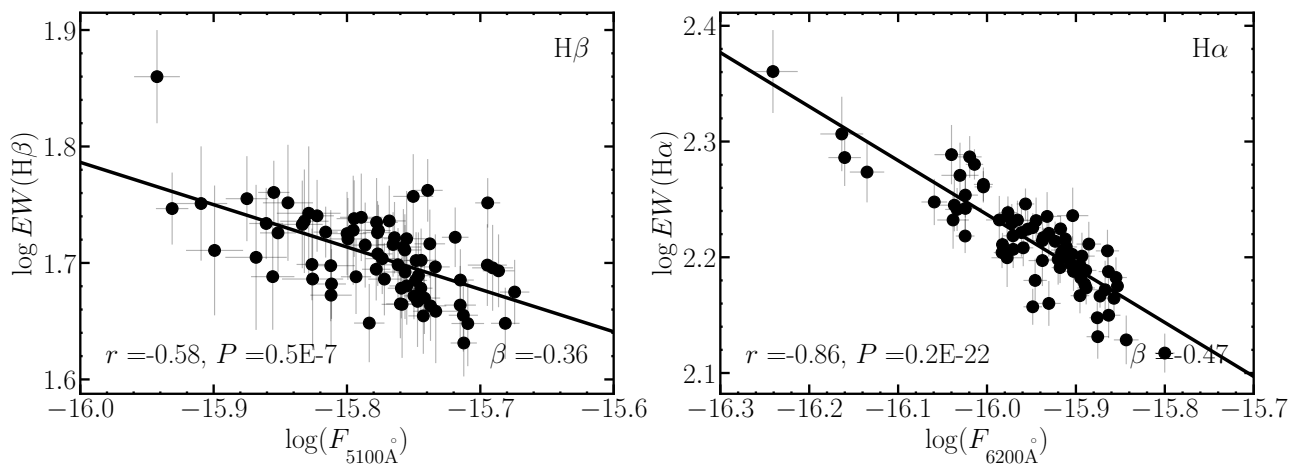 1.9
1.8
1.7
1.6
log EW(Hβ)
Hβ
r =-0.58, P =0.5E-7
β =-0.36
−16.0 −15.9 −15.8 −15.7 −15.6
log(F5100Å)
2.4
2.3
2.2
2.1
log EW(Hα)
Hα
r =-0.86, P =0.2E-22
β =-0.47
−16.3 −16.2 −16.1 −16.0 −15.9 −15.8 −15.7
log(F6200Å)